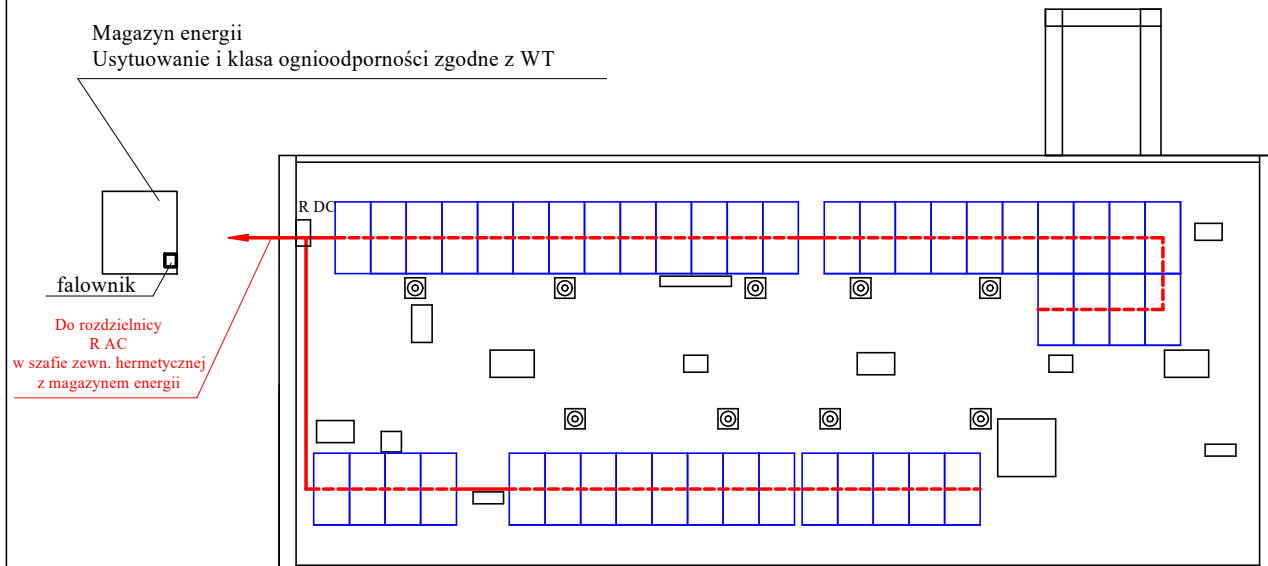 Magazyn energii
Usytuowanie i klasa ognioodporności zgodne z WT
R DC
falownik
Do rozdzielnicy
R AC
w szafie zewn. hermetycznej
z magazynem energii